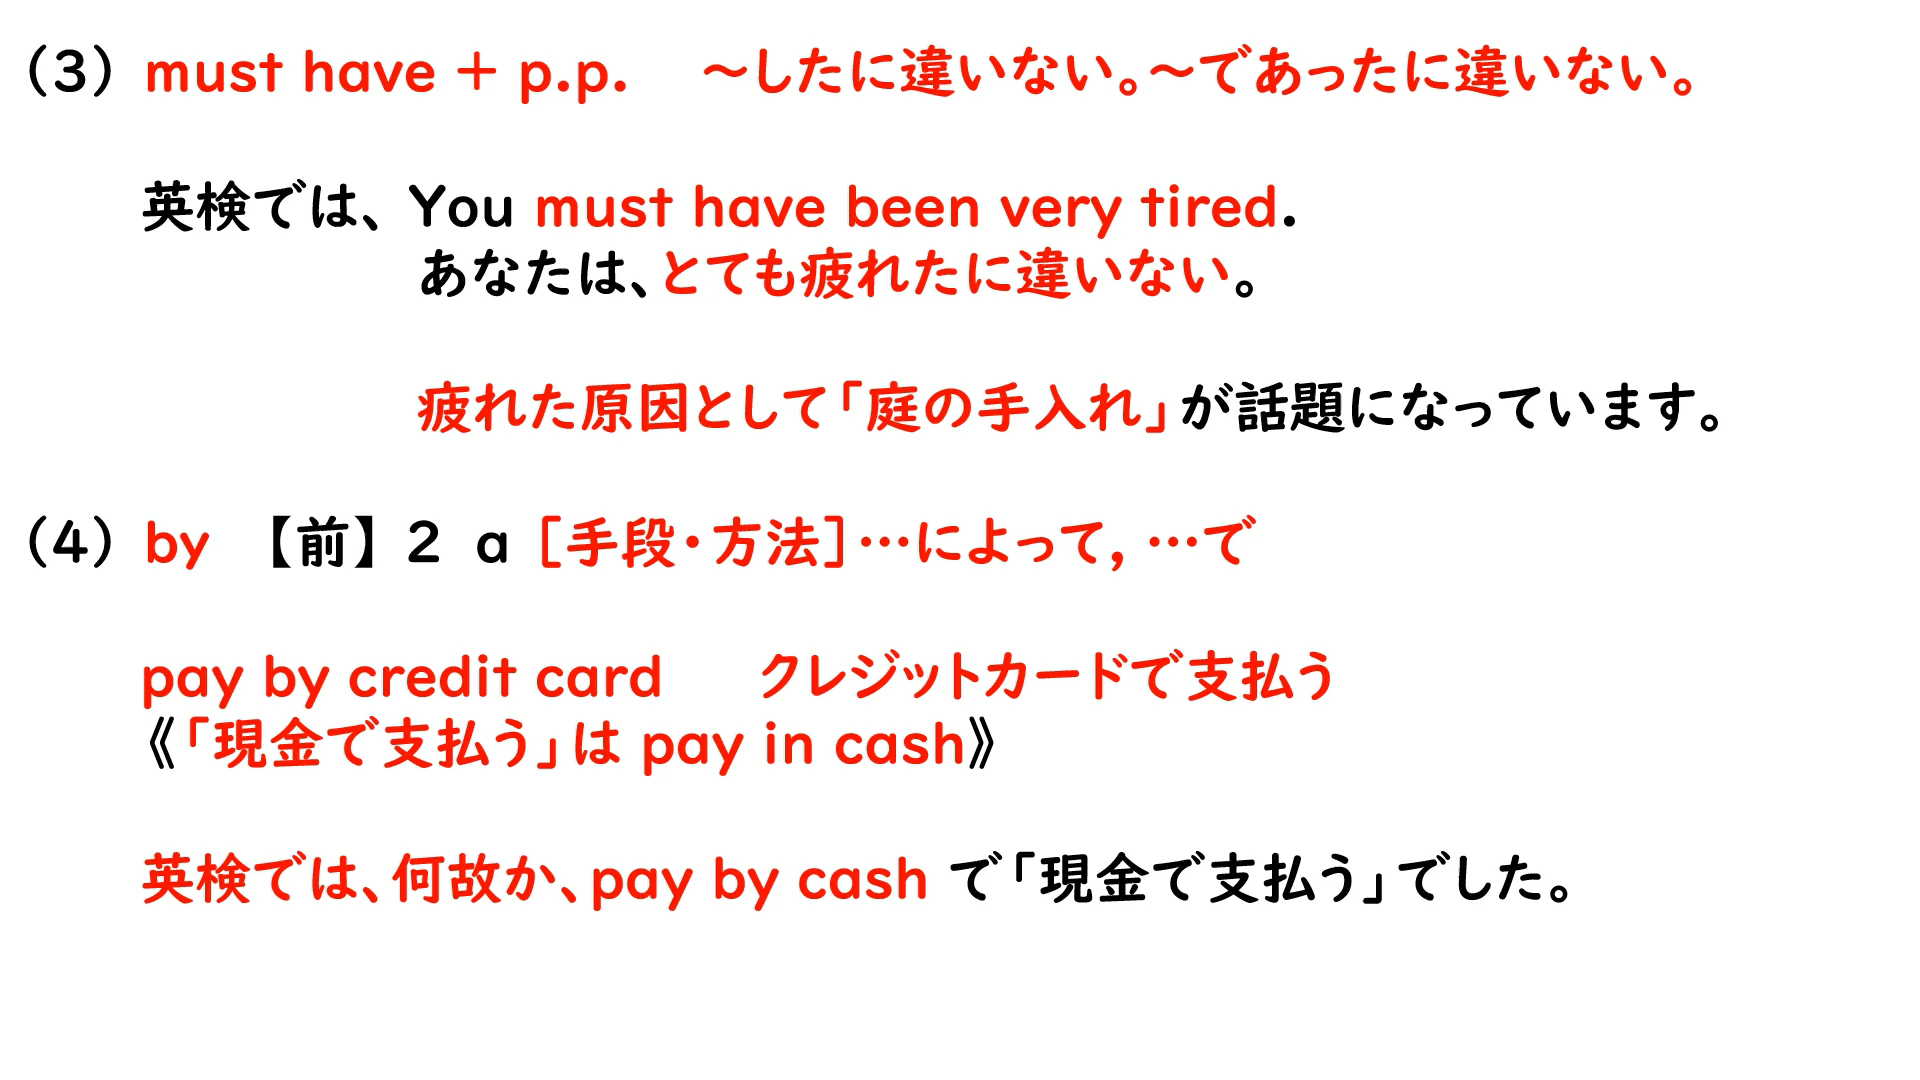 （3） must have ＋ p.p.　～したに違いない。～であったに違いない。
英検では、 You must have been very tired.
あなたは、とても疲れたに違いない。
疲れた原因として「庭の手入れ」が話題になっています。
（4） by 【前】 2 a ［手段・方法］…によって, …で
pay by credit card　クレジットカードで支払う
《「現金で支払う」は pay in cash》
英検では、何故か、pay by cash で「現金で支払う」でした。